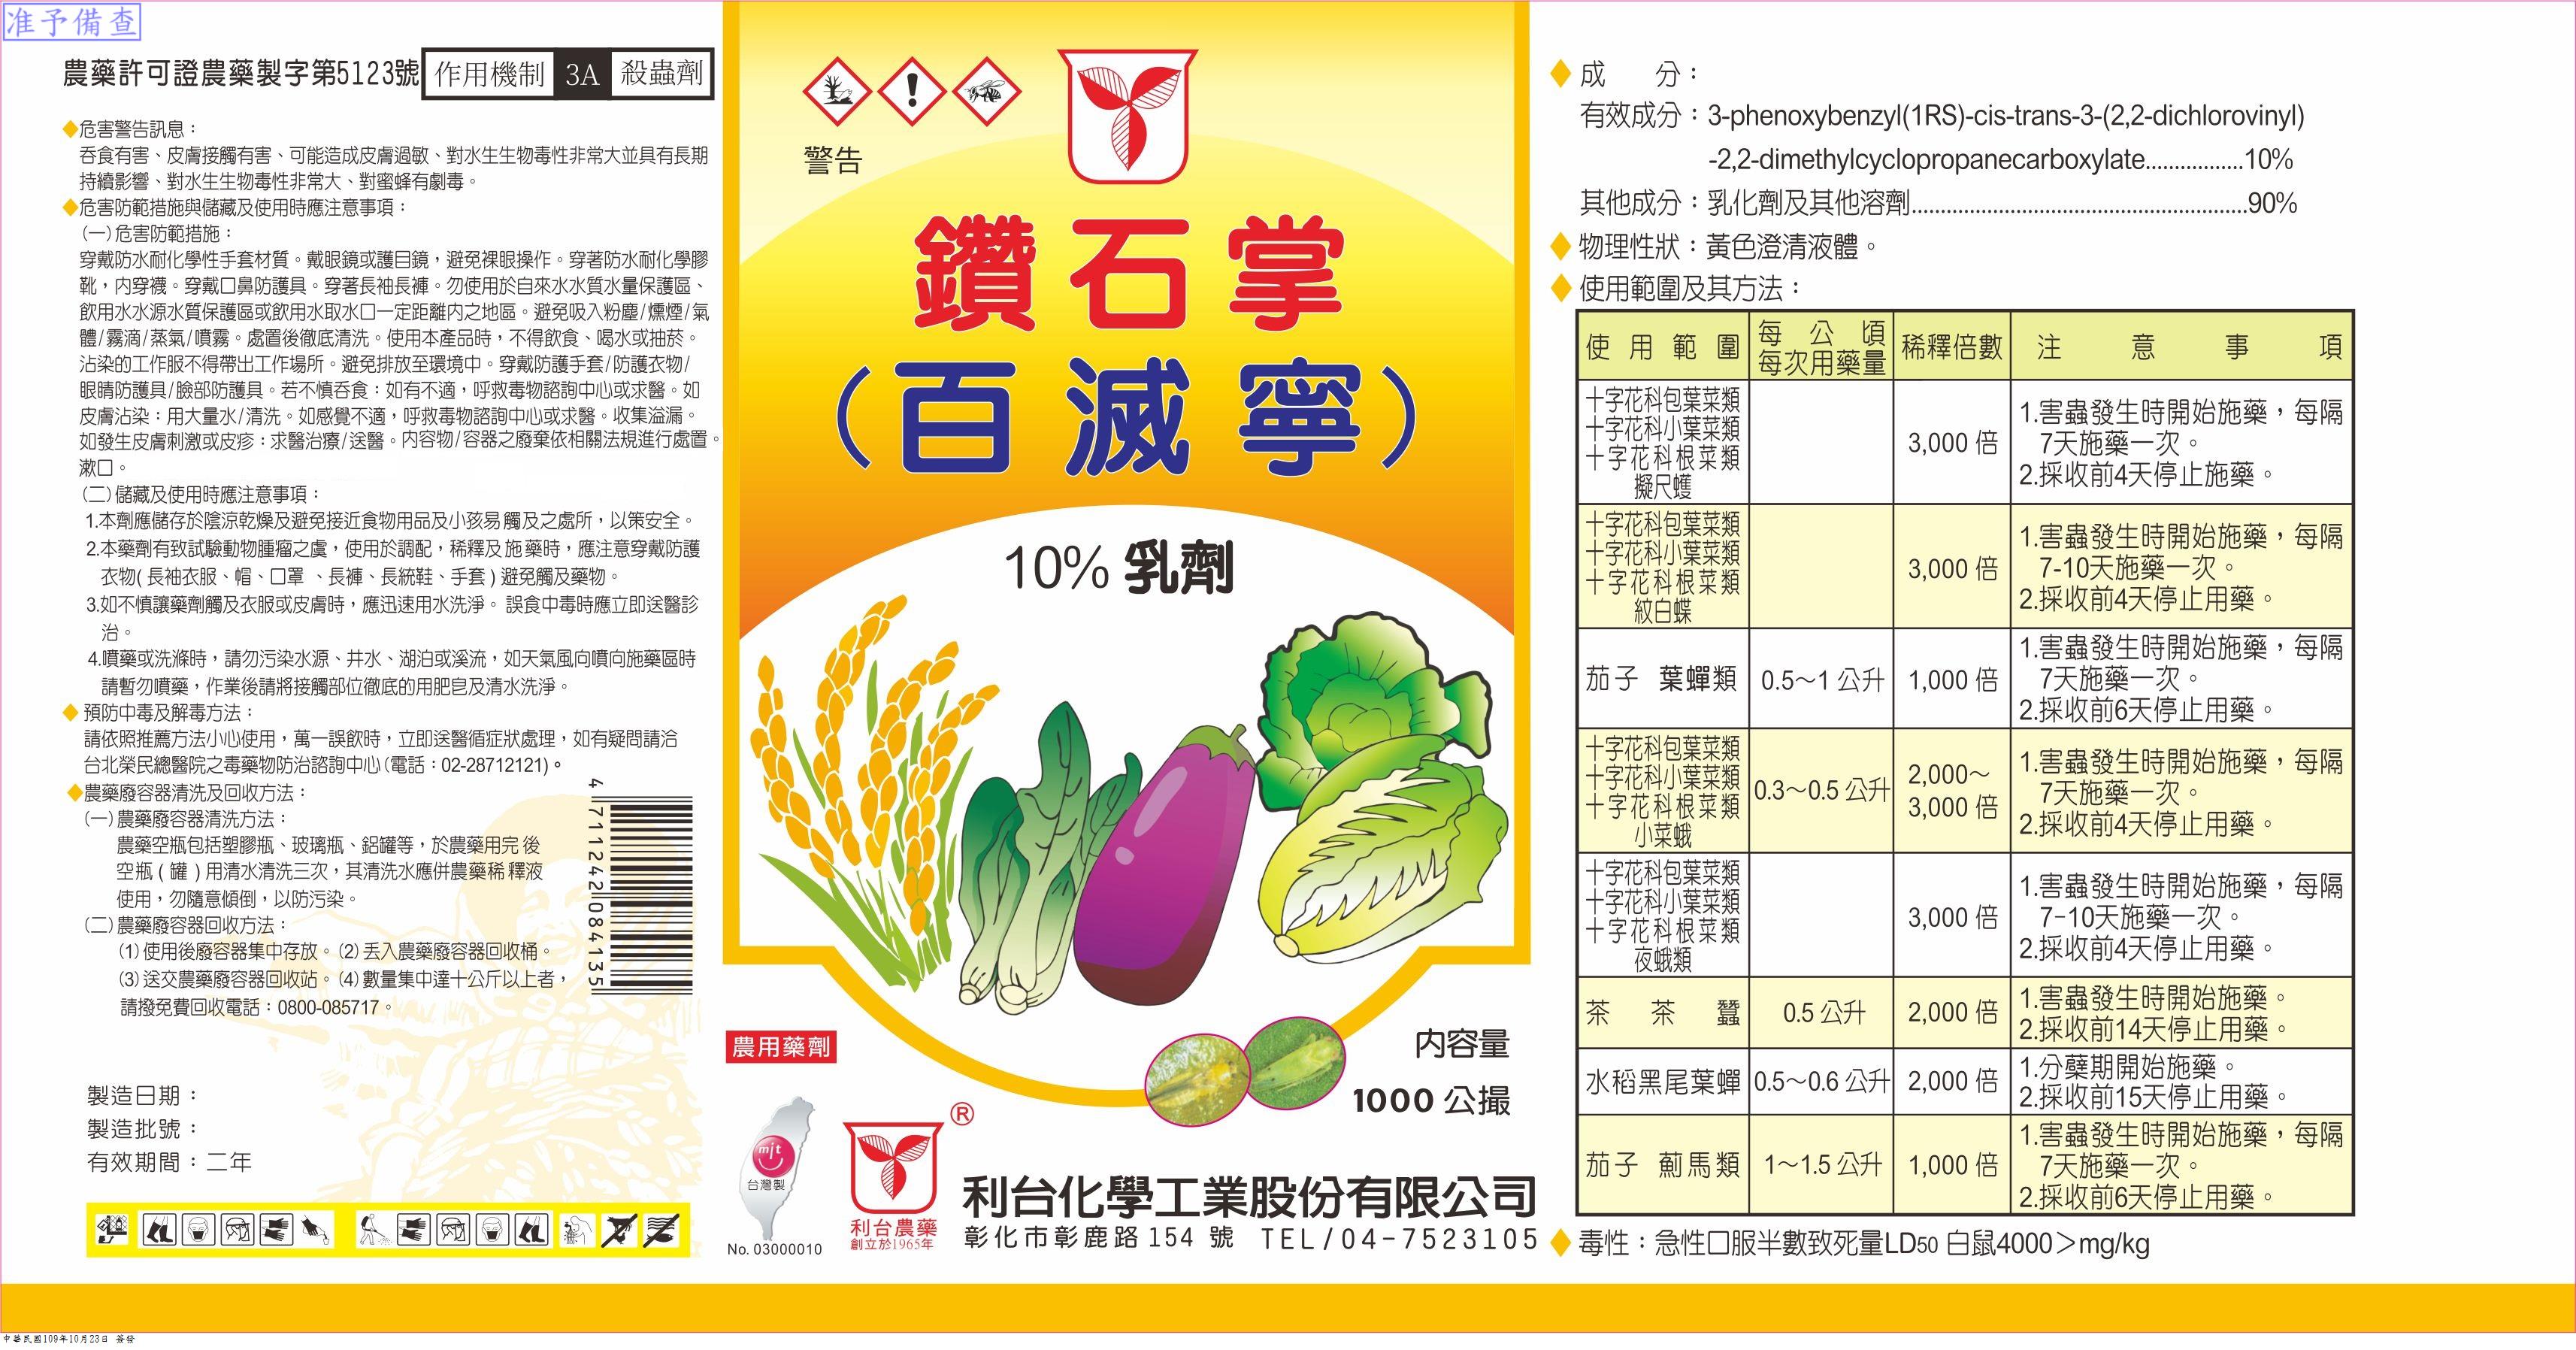 准予備查
農藥許可證農藥製字第5123號 作用機制 3A 殺蟲劑
◆危害警告訊息：
吞食有害、皮膚接觸有害、可能造成皮膚過敏、對水生生物毒性非常大並具有長期
持續影響、對水生生物毒性非常大、對蜜蜂有劇毒。
◆危害防範措施與儲藏及使用時應注意事項：
(一)危害防範措施：
穿戴防水耐化學性手套材質。戴眼鏡或護目鏡，避免裸眼操作。穿著防水耐化學膠
靴，內穿襪。穿戴口鼻防護具。穿著長袖長褲。勿使用於自來水水質水量保護區、
飲用水水源水質保護區或飲用水取水口一定距離內之地區。避免吸入粉塵/燻煙/氣
體/霧滴/蒸氣/噴霧。處置後徹底清洗。使用本產品時，不得飲食、喝水或抽菸。
沾染的工作服不得帶出工作場所。避免排放至環境中。穿戴防護手套/防護衣物/
眼睛防護具/臉部防護具。若不慎吞食：如有不適，呼救毒物諮詢中心或求醫。如
皮膚沾染：用大量水/清洗。如感覺不適，呼救毒物諮詢中心或求醫。收集溢漏。
如發生皮膚刺激或皮疹：求醫治療/送醫。內容物/容器之廢棄依相關法規進行處置。
漱口。
(二)儲藏及使用時應注意事項：
1.本劑應儲存於陰涼乾燥及避免接近食物用品及小孩易觸及之處所，以策安全。
2.本藥劑有致試驗動物腫瘤之虞，使用於調配，稀釋及施藥時，應注意穿戴防護
衣物(長袖衣服、帽、口罩、長褲、長統鞋、手套)避免觸及藥物。
3.如不慎讓藥劑觸及衣服或皮膚時，應迅速用水洗淨。誤食中毒時應立即送醫診
治。
4.噴藥或洗滌時，請勿污染水源、井水、湖泊或溪流，如天氣風向噴向施藥區時
請暫勿噴藥，作業後請將接觸部位徹底的用肥皂及清水洗淨。
◆ 預防中毒及解毒方法：
請依照推薦方法小心使用，萬一誤飲時，立即送醫循症狀處理，如有疑問請洽
台北榮民總醫院之毒藥物防治諮詢中心(電話：02-28712121)。
◆農藥廢容器清洗及回收方法：
(一)農藥廢容器清洗方法：
農藥空瓶包括塑膠瓶、玻璃瓶、鋁罐等，於農藥用完後
空瓶(罐)用清水清洗三次，其清洗水應併農藥稀釋液
使用，勿隨意傾倒，以防污染。
(二)農藥廢容器回收方法：
(1)使用後廢容器集中存放。(2)丟入農藥廢容器回收桶。
(3)送交農藥廢容器回收站。(4)數量集中達十公斤以上者，
請撥免費回收電話：0800-085717。
4 711242 084135
製造日期：
製造批號：
有效期間：二年
警告
鑽石掌
(百滅寧)
10% 乳劑
農用藥劑
內容量
1000 公撮
mit
台灣製
No. 03000010
®
利台農藥
創立於1965年
利台化學工業股份有限公司
彰化市彰鹿路 154 號 TEL/04-7523105
◆ 成 分：
有效成分：3-phenoxybenzyl(1RS)-cis-trans-3-(2,2-dichlorovinyl)
-2,2-dimethylcyclopropanecarboxylate.................10%
其他成分：乳化劑及其他溶劑..........................................................90%
◆ 物理性狀：黃色澄清液體。
◆ 使用範圍及其方法：
使用範圍 每公頃每次用藥量 稀釋倍數 注意事項
十字花科包葉菜類
十字花科小葉菜類
十字花科根菜類
擬尺蠖
3,000 倍
1.害蟲發生時開始施藥，每隔
7天施藥一次。
2.採收前4天停止施藥。
十字花科包葉菜類
十字花科小葉菜類
十字花科根菜類
紋白蝶
3,000 倍
1.害蟲發生時開始施藥，每隔
7-10天施藥一次。
2.採收前4天停止用藥。
茄子 葉蟬類 0.5～1 公升 1,000 倍
1.害蟲發生時開始施藥，每隔
7天施藥一次。
2.採收前6天停止用藥。
十字花科包葉菜類
十字花科小葉菜類
十字花科根菜類
小菜蛾
0.3～0.5 公升
2,000～
3,000 倍
1.害蟲發生時開始施藥，每隔
7天施藥一次。
2.採收前4天停止用藥。
十字花科包葉菜類
十字花科小葉菜類
十字花科根菜類
夜蛾類
3,000 倍
1.害蟲發生時開始施藥，每隔
7-10天施藥一次。
2.採收前4天停止用藥。
茶 茶蠶 0.5 公升 2,000 倍
1.害蟲發生時開始施藥。
2.採收前14天停止用藥。
水稻黑尾葉蟬 0.5～0.6 公升 2,000 倍
1.分蘗期開始施藥。
2.採收前15天停止用藥。
茄子 薊馬類 1～1.5 公升 1,000 倍
1.害蟲發生時開始施藥，每隔
7天施藥一次。
2.採收前6天停止用藥。
◆ 毒性：急性口服半數致死量LD50 白鼠4000＞mg/kg
中華民國109年10月23日 簽發